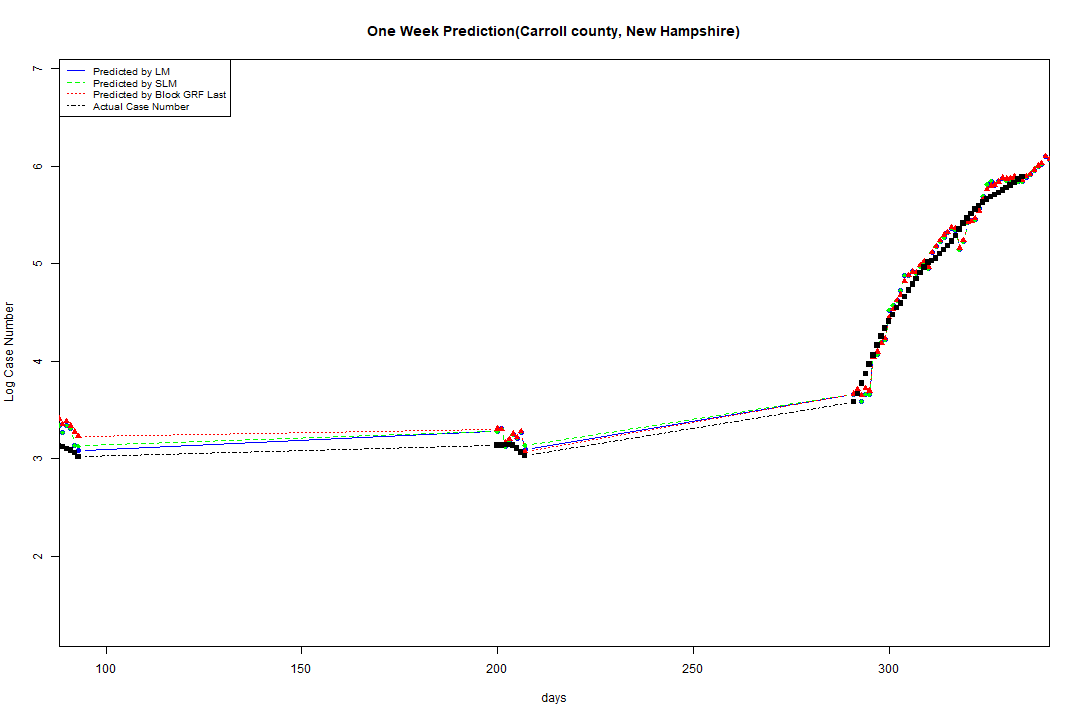 One Week Prediction(Carroll county, New Hampshire)
Predicted by LM
Predicted by SLM
Predicted by Block GRF Last
Actual Case Number
7
6
5
4
3
2
Log Case Number
100 150 200 250 300
days